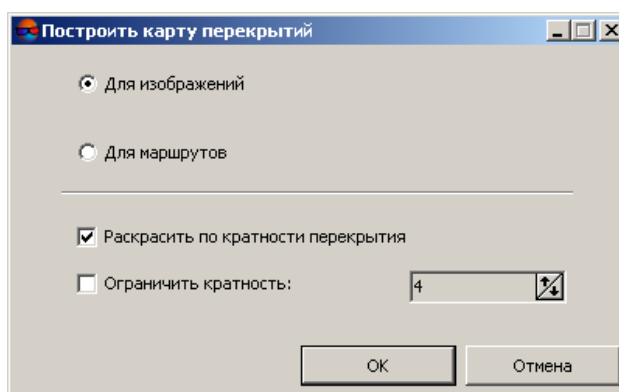 Построить карту перекрытий
Для изображений
Для маршрутов
Раскрасить по кратности перекрытия
Ограничить кратность: 4
OK Отмена